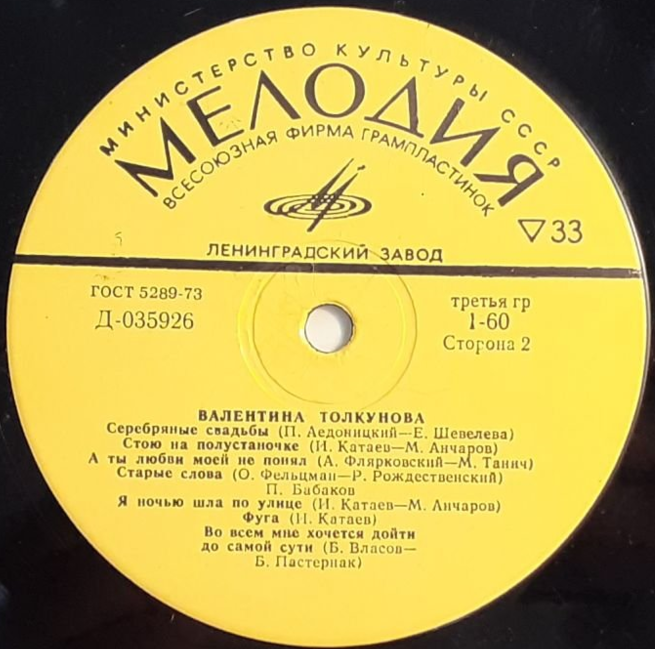 МИНИСТЕРСТВО КУЛЬТУРЫ СССР
МЕЛОДИЯ
ВСЕСОЮЗНАЯ ФИРМА ГРАМПЛАСТИНОК
▽33
ЛЕНИНГРАДСКИЙ ЗАВОД
ГОСТ 5289-73
третья гр
Д-035926
1-60
Сторона 2
ВАЛЕНТИНА ТОЛКУНОВА
Серебряные свадьбы (П. Аедоницкий—Е. Шевелева)
Стою на полустаночке (И. Катаев—М. Анчаров)
А ты любви моей не понял (А. Флярковский—М. Танич)
Старые слова (О. Фельцман—Р. Рождественский)
П. Бабаков
Я ночью шла по улице (И. Катаев—М. Анчаров)
Фуга (И. Катаев)
Во всем мне хочется дойти
до самой сути (Б. Власов—
Б. Пастернак)